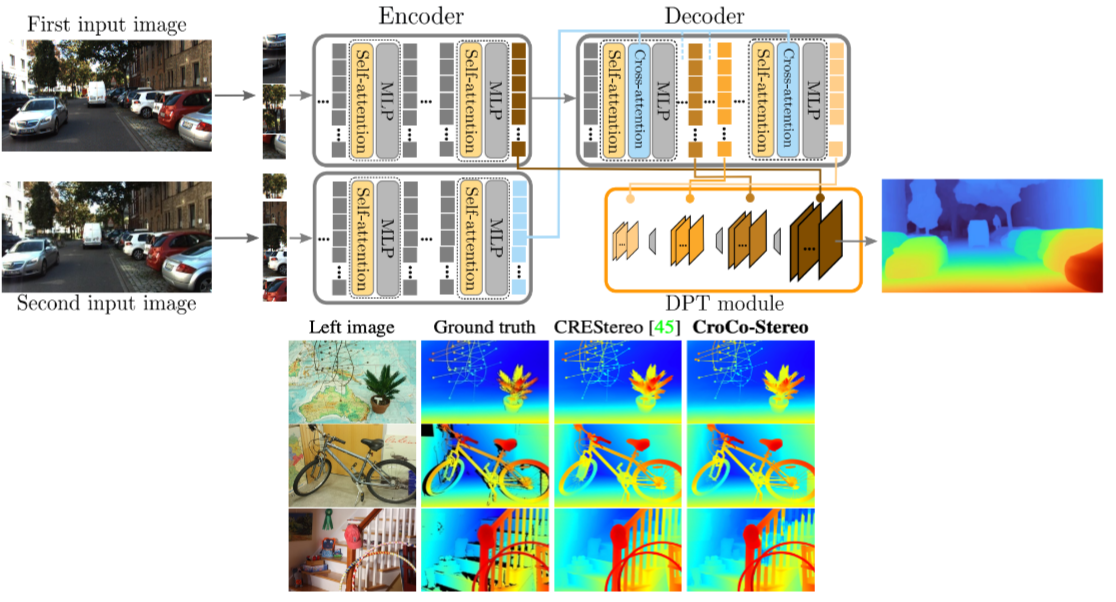 Encoder
Decoder
First input image
Self-attention
MLP
Self-attention
MLP
Self-attention
Cross-attention
MLP
Self-attention
Cross-attention
MLP
Self-attention
MLP
Self-attention
MLP
Second input image
DPT module
Left image
Ground truth
CREStereo [45]
CroCo-Stereo